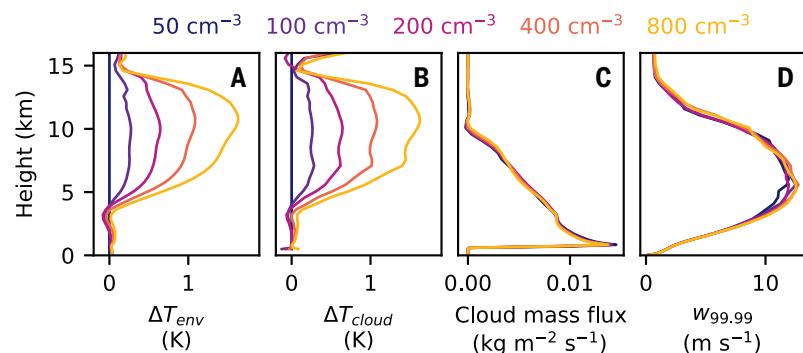 50 cm⁻³ 100 cm⁻³ 200 cm⁻³ 400 cm⁻³ 800 cm⁻³
A B C D
15
10
5
0
Height (km)
0 1 0 1 0.00 0.01 0 10
ΔT_env ΔT_cloud Cloud mass flux w_99.99
(K) (K) (kg m⁻² s⁻¹) (m s⁻¹)